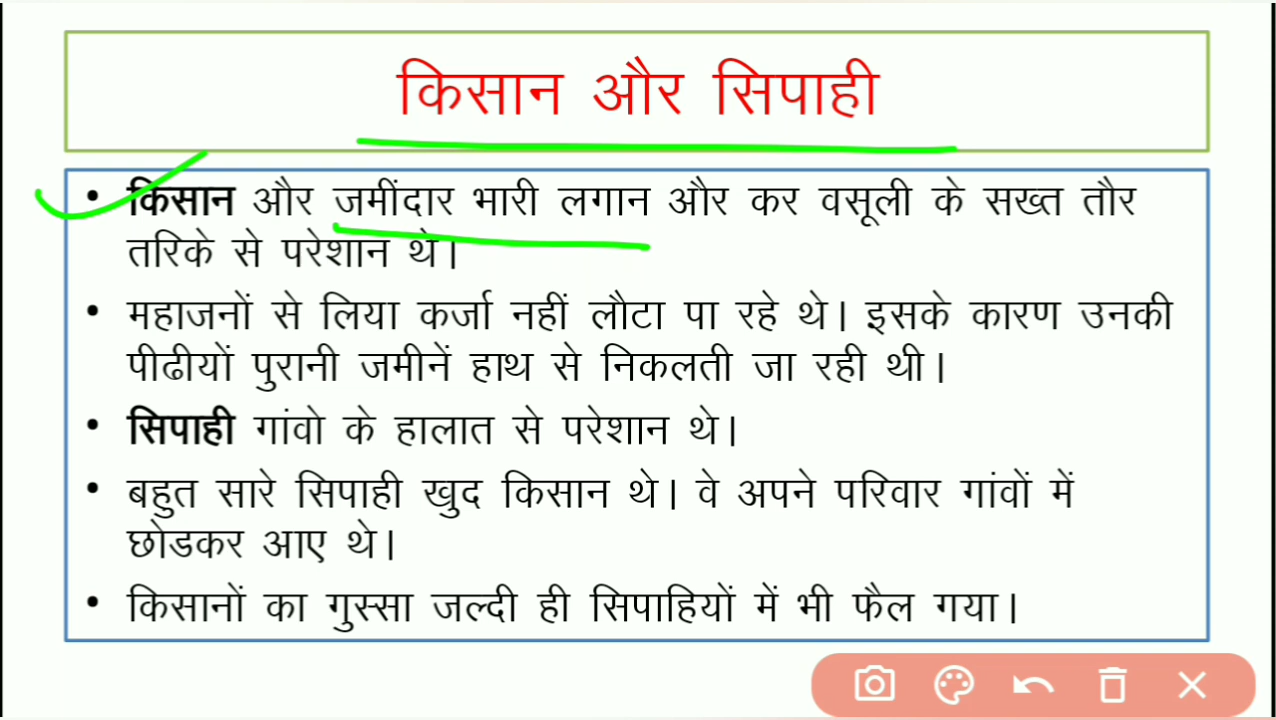 किसान और सिपाही
• किसान और जमींदार भारी लगान और कर वसूली के सख्त तौर
तरिके से परेशान थे।
• महाजनों से लिया कर्जा नहीं लौटा पा रहे थे। इसके कारण उनकी
पीढीयों पुरानी जमीनें हाथ से निकलती जा रही थी।
• सिपाही गांवो के हालात से परेशान थे।
• बहुत सारे सिपाही खुद किसान थे। वे अपने परिवार गांवों में
छोडकर आए थे।
• किसानों का गुस्सा जल्दी ही सिपाहियों में भी फैल गया।